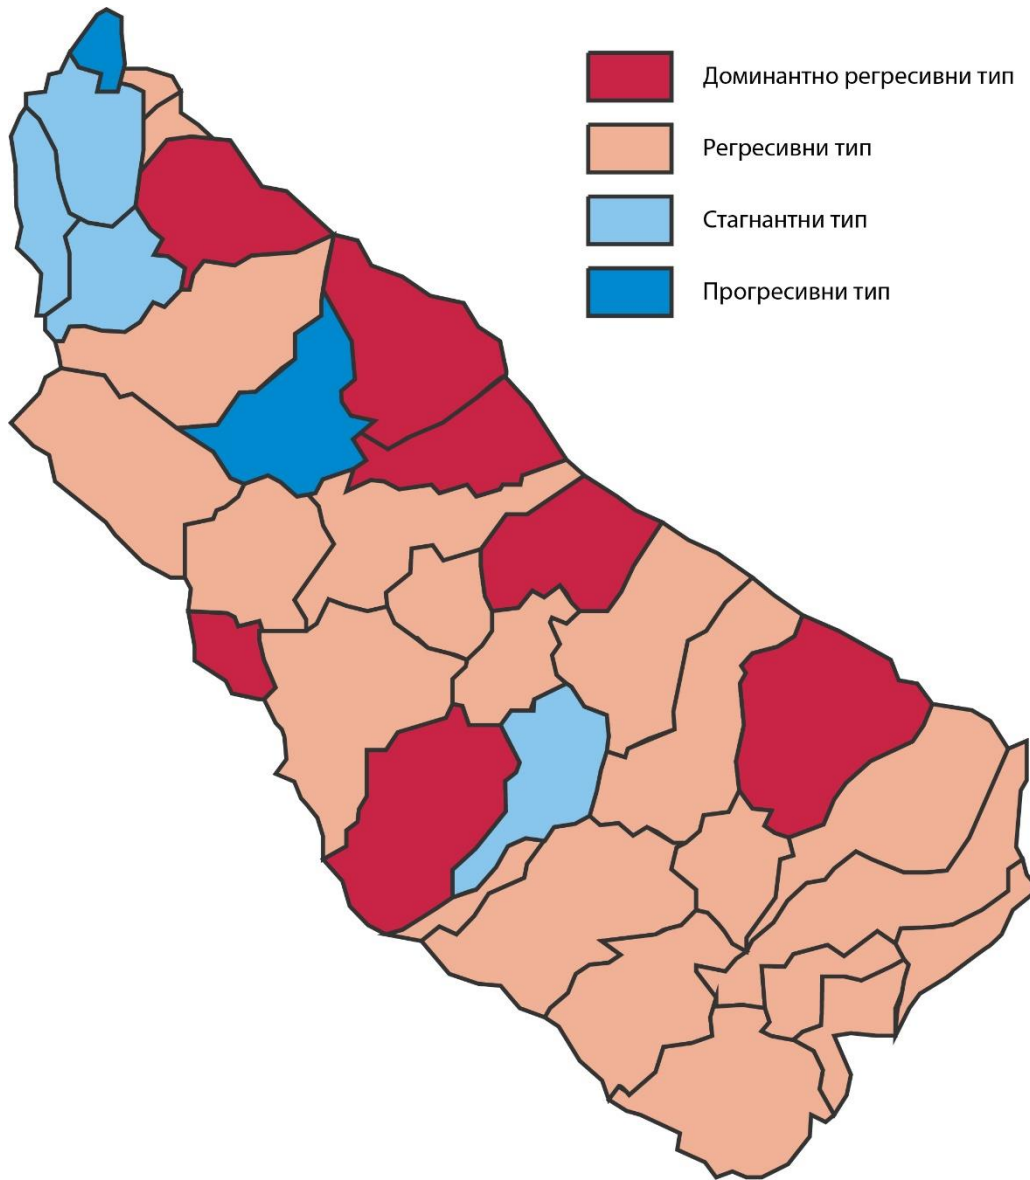 Доминантно регресивни тип
Регресивни тип
Стагнантни тип
Прогресивни тип